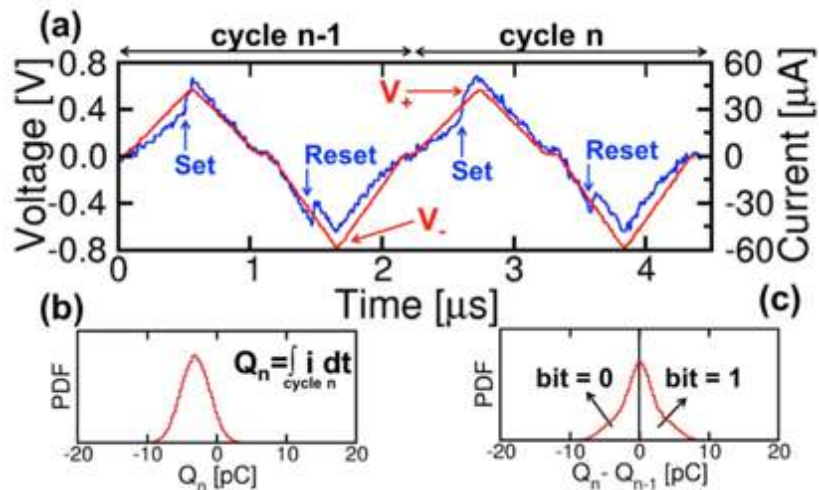 (a)
cycle n-1
cycle n
Voltage [V]
0.8
0.4
0.0
-0.4
-0.8
Set
Reset
V+
V-
Set
Reset
60
30
0
-30
-60
Current [μA]
0
1
2
3
4
Time [μs]
(b)
PDF
Qn=∫ i dt
cycle n
-20
-10
0
10
20
Qn [pC]
(c)
PDF
bit = 0
bit = 1
-20
-10
0
10
20
Qn- Qn-1 [pC]